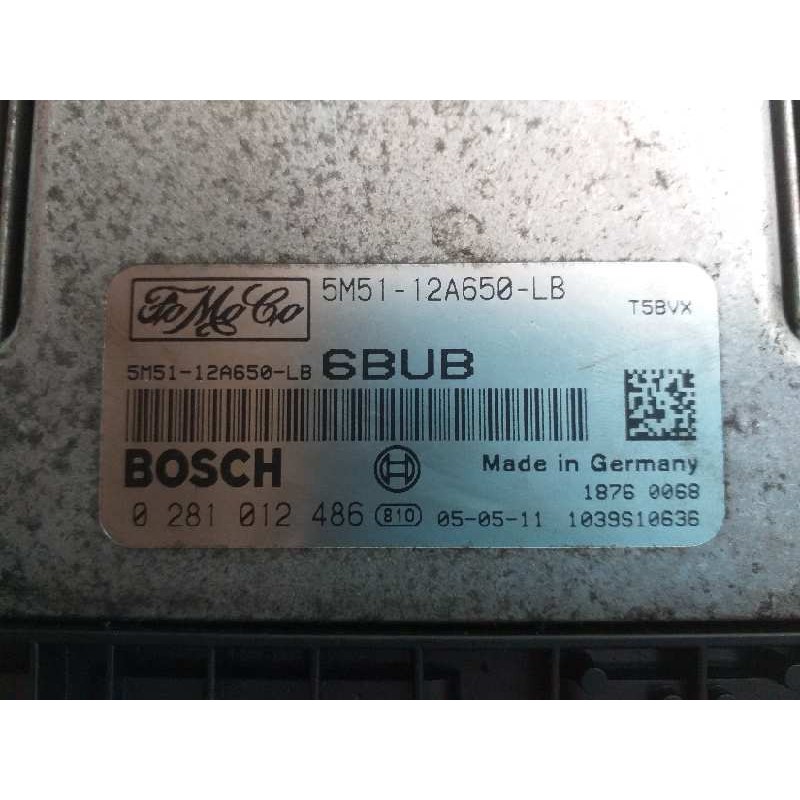 FoMoCo 5M51-12A650-LB T5BVX
5M51-12A650-LB 6BUB
BOSCH Made in Germany
1876 0068
0 281 012 486 810 05-05-11 1039S10636